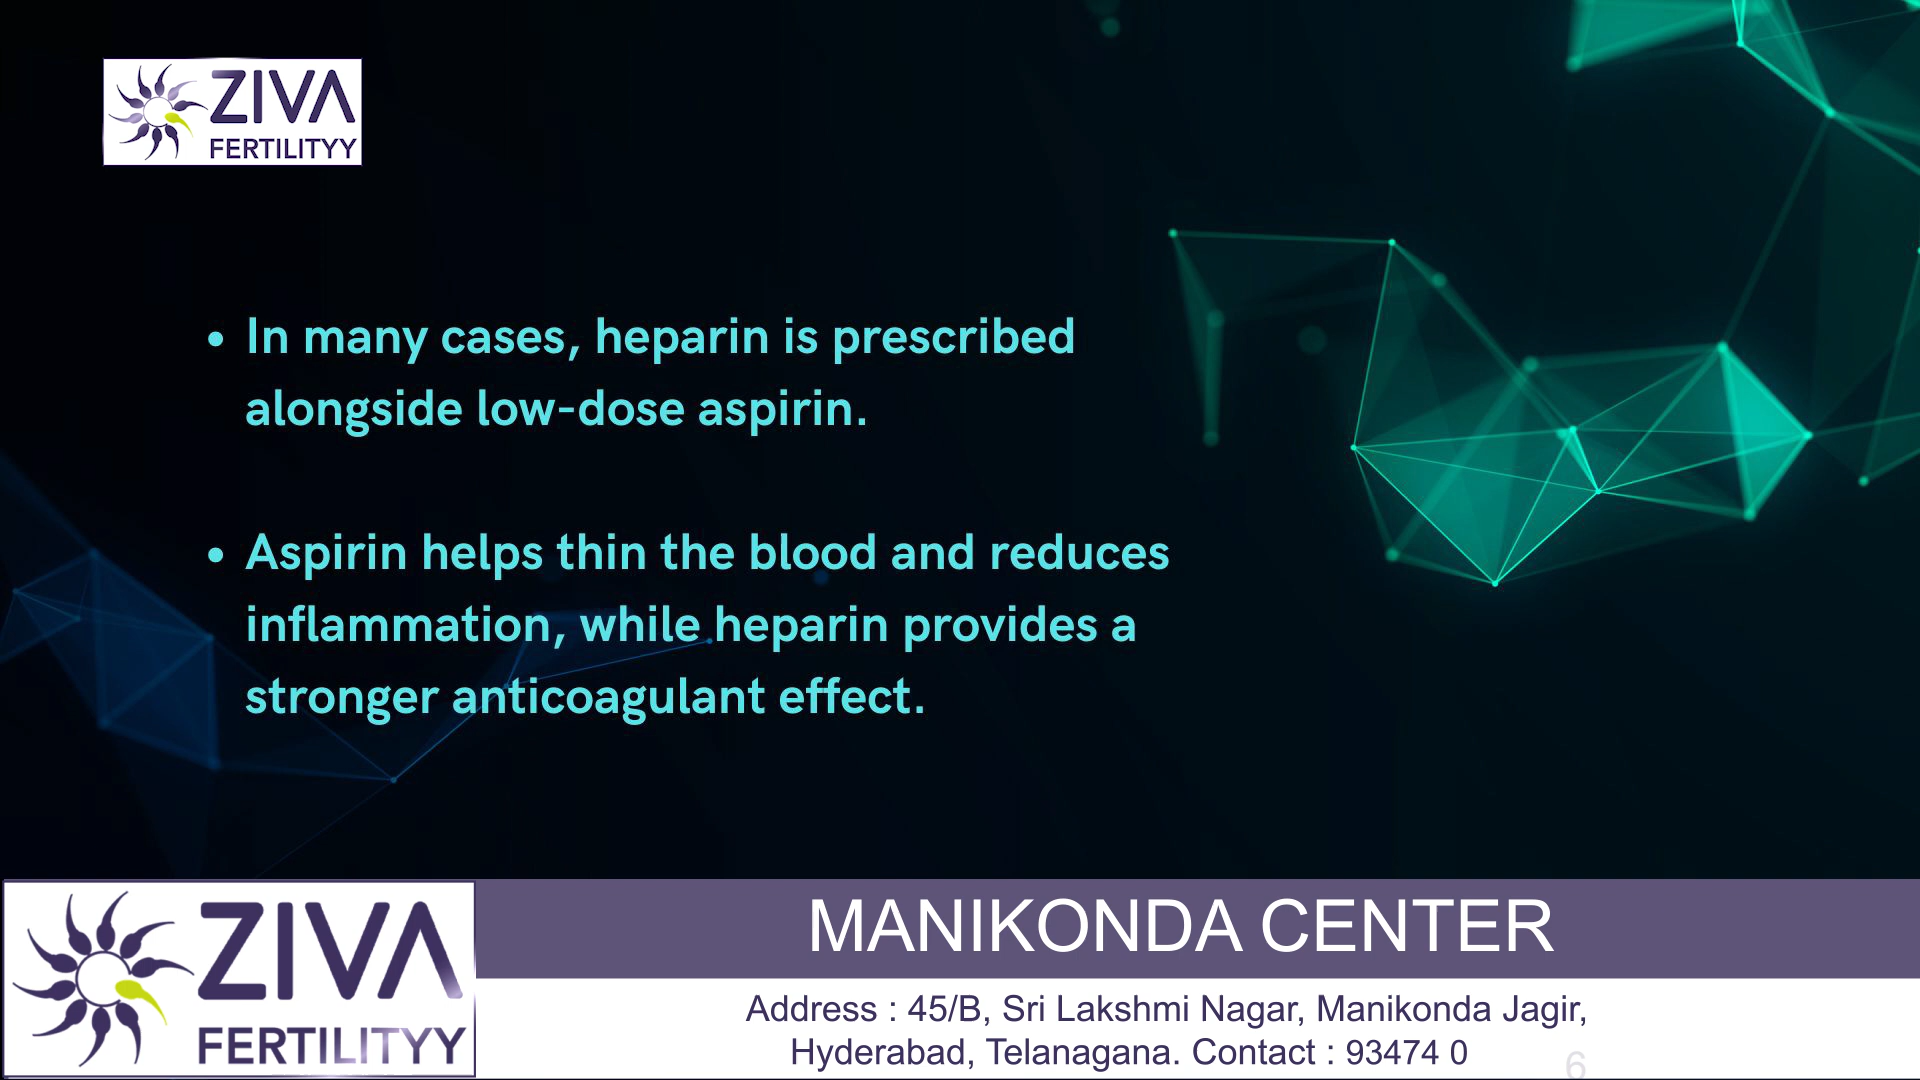 ZIVA
FERTILITYY
• In many cases, heparin is prescribed
alongside low-dose aspirin.
• Aspirin helps thin the blood and reduces
inflammation, while heparin provides a
stronger anticoagulant effect.
ZIVA
FERTILITYY
MANIKONDA CENTER
Address : 45/B, Sri Lakshmi Nagar, Manikonda Jagir,
Hyderabad, Telanagana. Contact : 93474 0
6